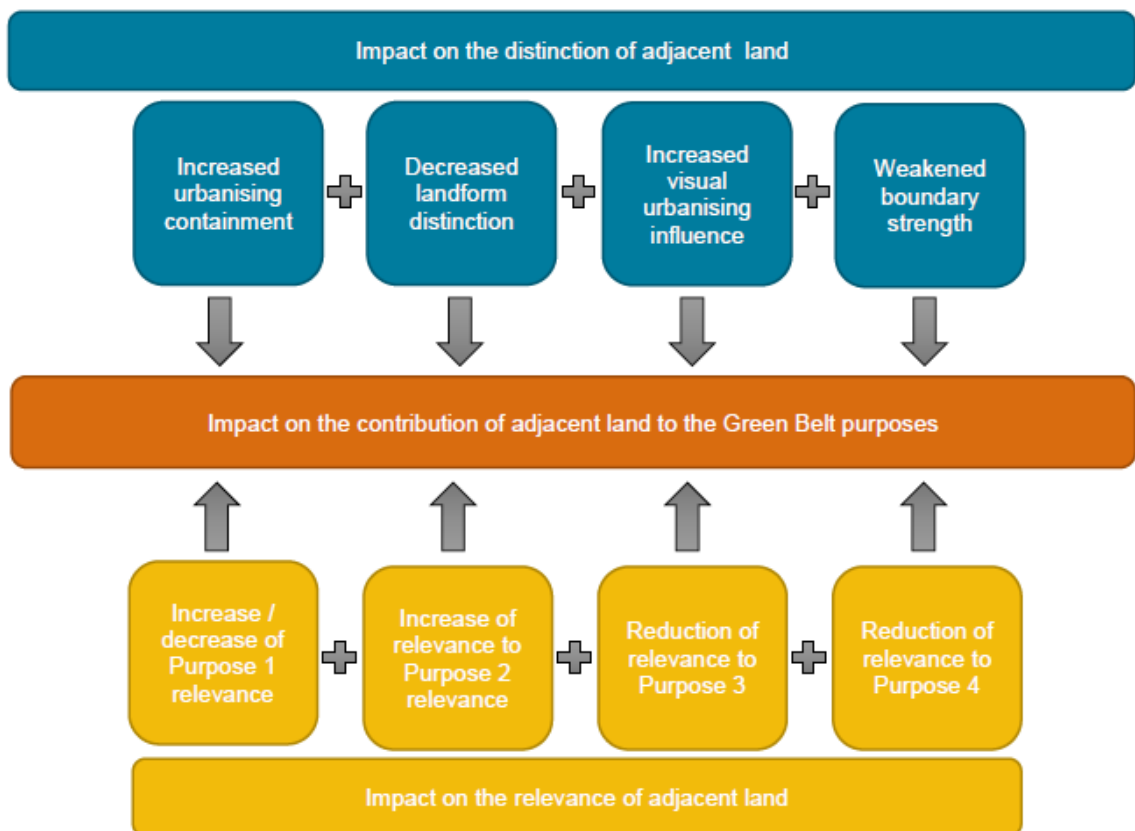 Impact on the distinction of adjacent land
Increased
urbanising
containment
Decreased
landform
distinction
Increased
visual
urbanising
influence
Weakened
boundary
strength
Impact on the contribution of adjacent land to the Green Belt purposes
Increase /
decrease of
Purpose 1
relevance
Increase of
relevance to
Purpose 2
relevance
Reduction of
relevance to
Purpose 3
Reduction of
relevance to
Purpose 4
Impact on the relevance of adjacent land